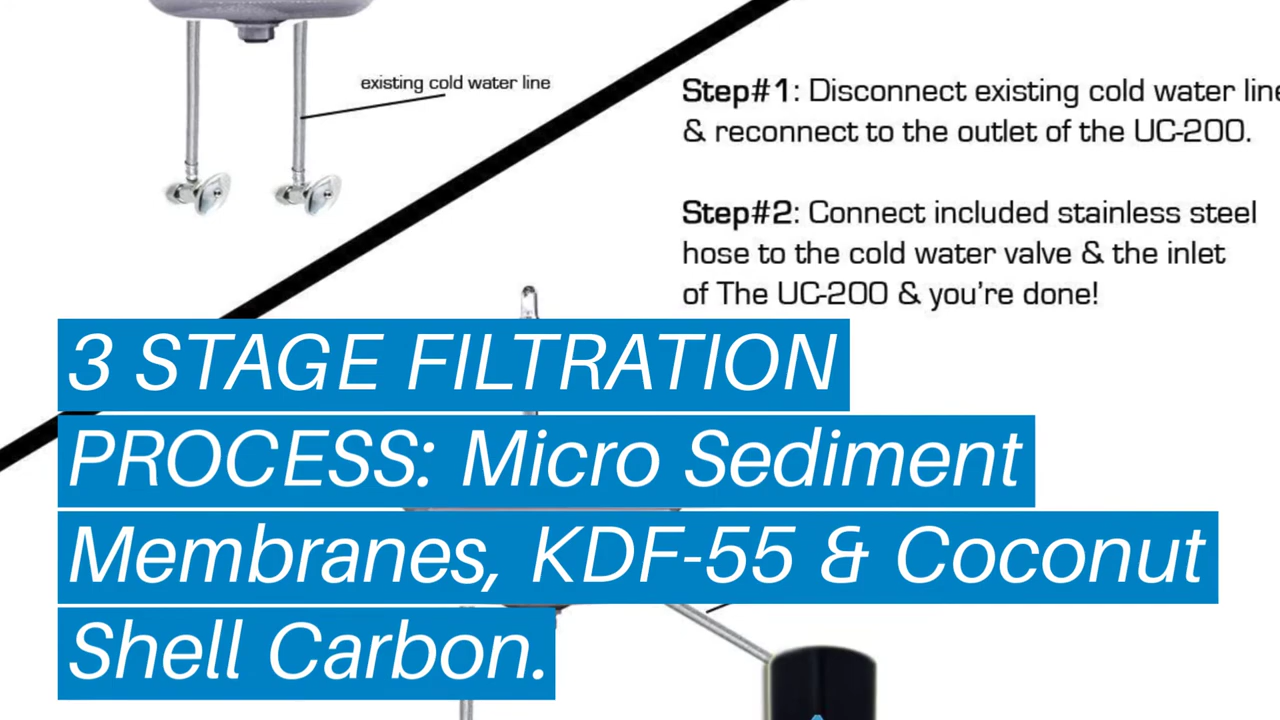 existing cold water line
Step#1: Disconnect existing cold water line
& reconnect to the outlet of the UC-200.
Step#2: Connect included stainless steel
hose to the cold water valve & the inlet
of The UC-200 & you're done!
3 STAGE FILTRATION
PROCESS: Micro Sediment
Membranes, KDF-55 & Coconut
Shell Carbon.